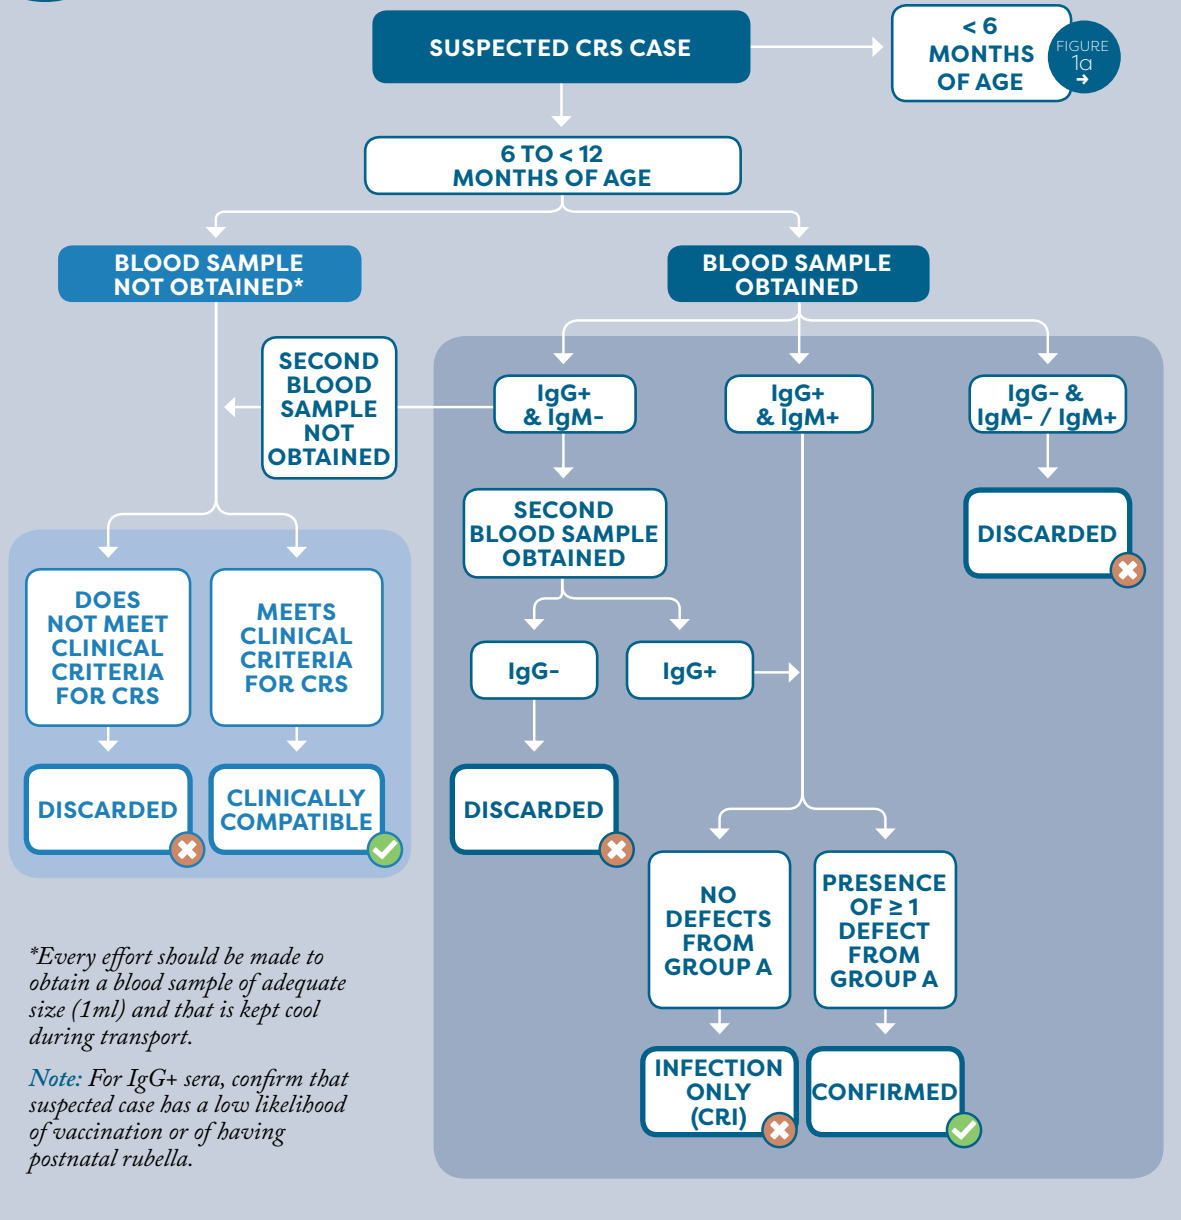 SUSPECTED CRS CASE
< 6
MONTHS
OF AGE
FIGURE
1a
6 TO < 12
MONTHS OF AGE
BLOOD SAMPLE
NOT OBTAINED*
BLOOD SAMPLE
OBTAINED
SECOND
BLOOD
SAMPLE
NOT
OBTAINED
IgG+
& IgM-
IgG+
& IgM+
IgG- &
IgM- / IgM+
SECOND
BLOOD SAMPLE
OBTAINED
DISCARDED
DOES
NOT MEET
CLINICAL
CRITERIA
FOR CRS
MEETS
CLINICAL
CRITERIA
FOR CRS
IgG-
IgG+
DISCARDED
CLINICALLY
COMPATIBLE
DISCARDED
NO
DEFECTS
FROM
GROUP A
PRESENCE
OF ≥ 1
DEFECT
FROM
GROUP A
INFECTION
ONLY
(CRI)
CONFIRMED
*Every effort should be made to
obtain a blood sample of adequate
size (1ml) and that is kept cool
during transport.
Note: For IgG+ sera, confirm that
suspected case has a low likelihood
of vaccination or of having
postnatal rubella.